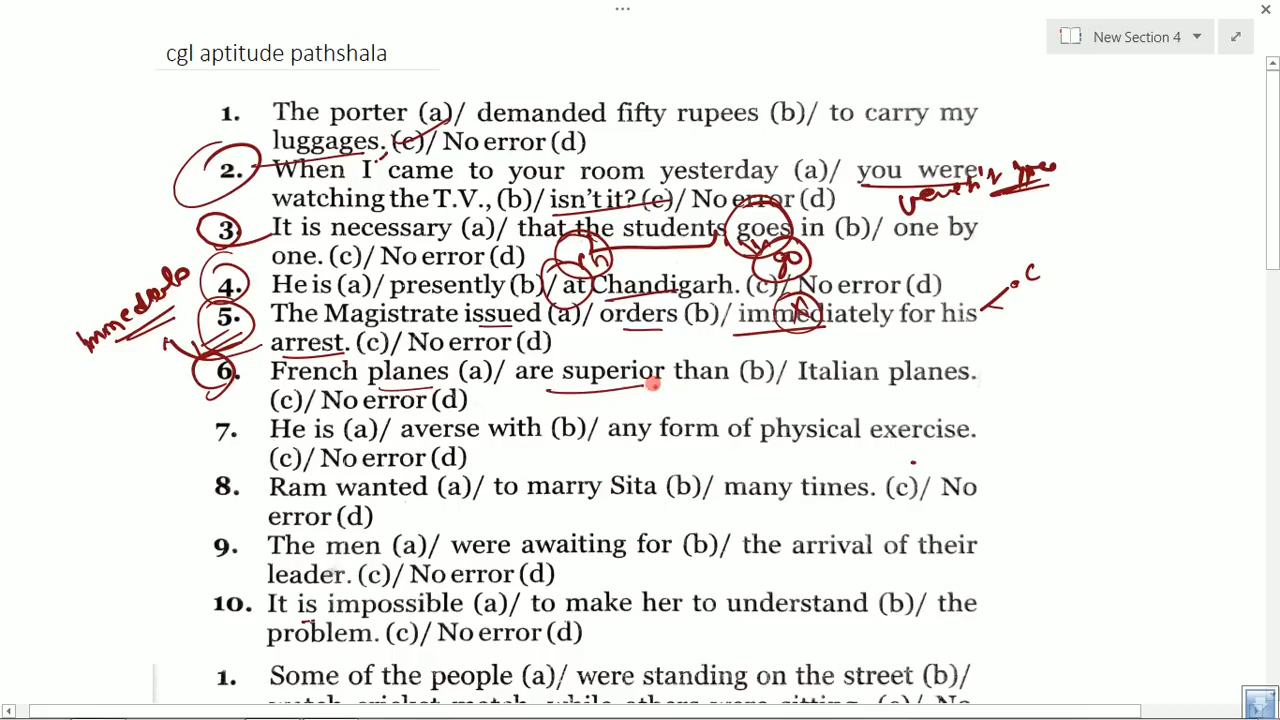 New Section 4
cgl aptitude pathshala
1. The porter (a)/ demanded fifty rupees (b)/ to carry my
luggages. (c)/ No error (d)
2. When I came to your room yesterday (a)/ you were
watching the T.V., (b)/ isn't it? (c)/ No error (d)
weren't you
3. It is necessary (a)/ that the students goes in (b)/ one by
one. (c)/ No error (d)
in
go
4. He is (a)/ presently (b)/ at Chandigarh. (c)/ No error (d)
5. The Magistrate issued (a)/ orders (b)/ immediately for his
arrest. (c)/ No error (d)
6. French planes (a)/ are superior than (b)/ Italian planes.
(c)/ No error (d)
7. He is (a)/ averse with (b)/ any form of physical exercise.
(c)/ No error (d)
8. Ram wanted (a)/ to marry Sita (b)/ many times. (c)/ No
error (d)
9. The men (a)/ were awaiting for (b)/ the arrival of their
leader. (c)/ No error (d)
10. It is impossible (a)/ to make her to understand (b)/ the
problem. (c)/ No error (d)
1. Some of the people (a)/ were standing on the street (b)/